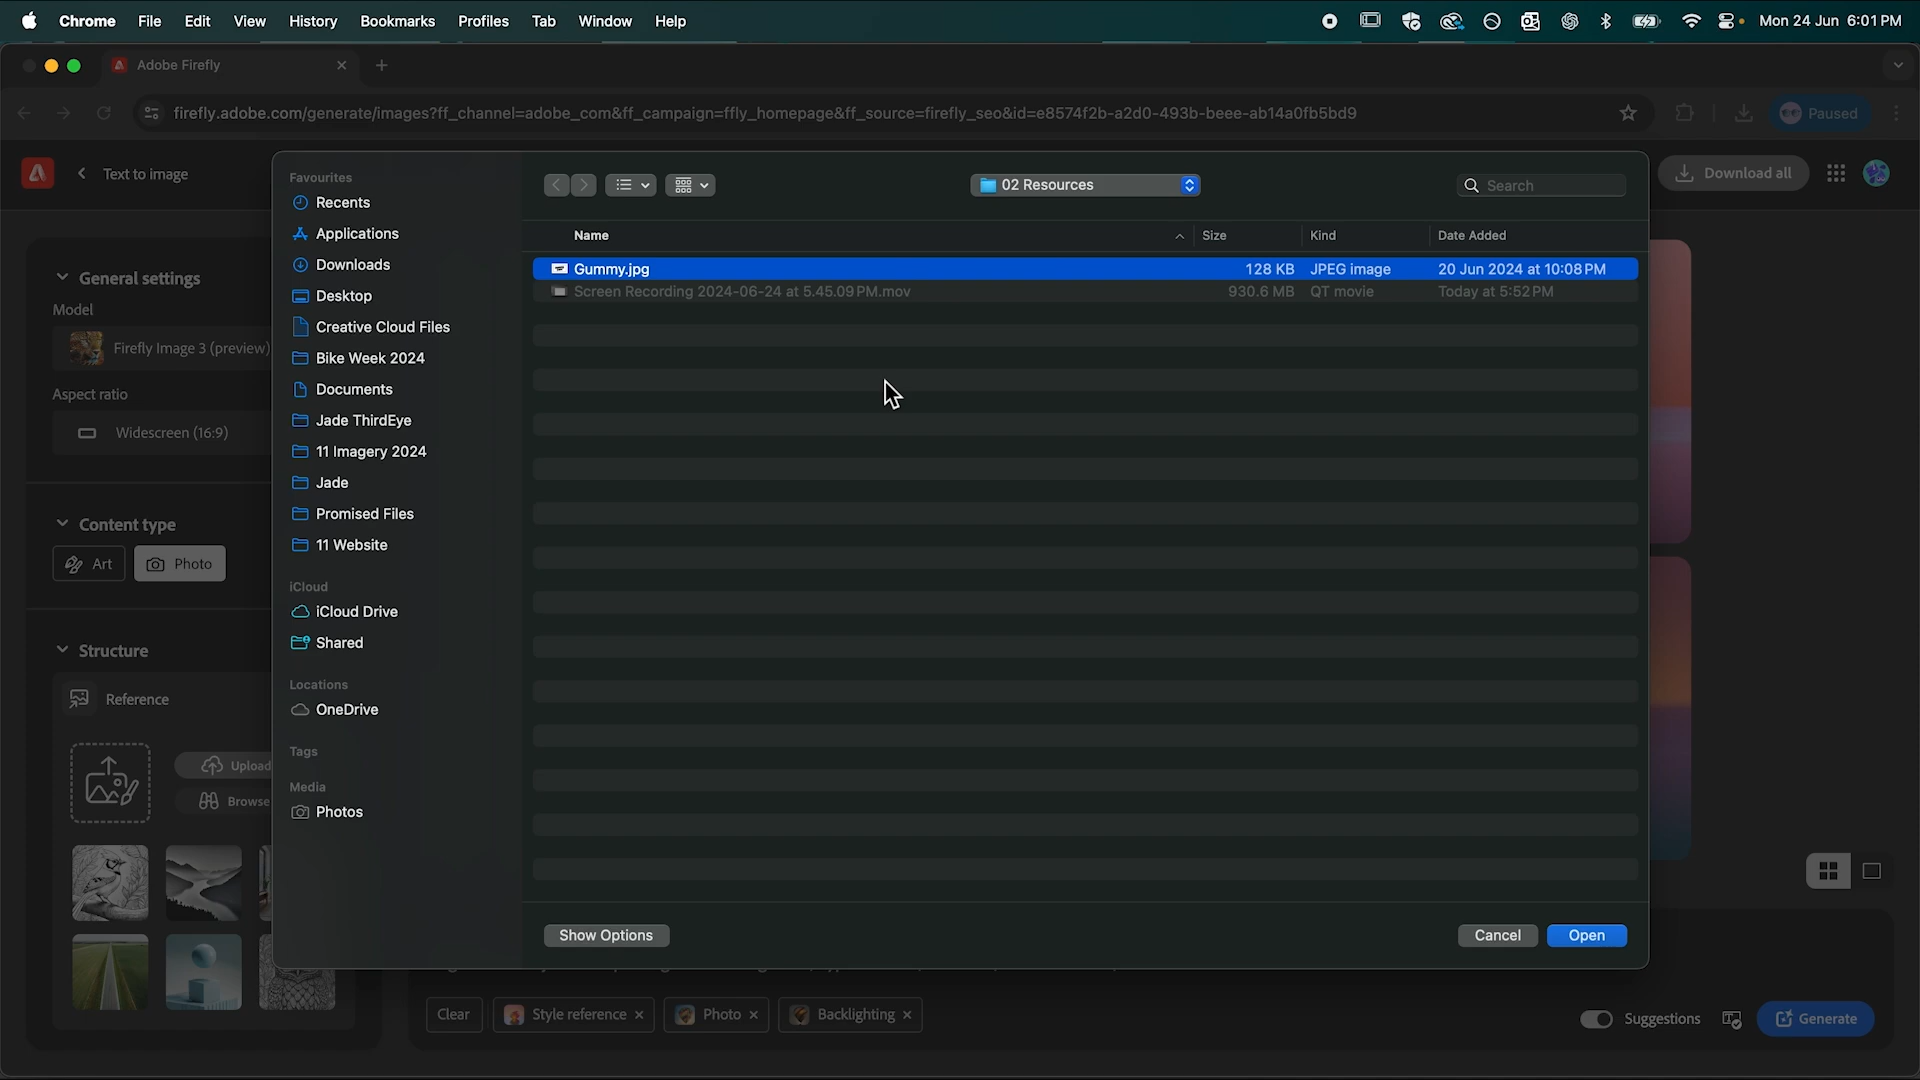 Chrome File Edit View History Bookmarks Profiles Tab Window Help Mon 24 Jun 6:01 PM
Adobe Firefly
firefly.adobe.com/generate/images?ff_channel=adobe_com&ff_campaign=ffly_homepage&ff_source=firefly_seo&id=e8574f2b-a2d0-493b-beee-ab14a0fb5bd9 Paused
Text to image
Download all
General settings
Model
Firefly Image 3 (preview)
Aspect ratio
Widescreen (16:9)
Content type
Art Photo
Structure
Reference
Upload
Browse
Favourites
Recents
Applications
Downloads
Desktop
Creative Cloud Files
Bike Week 2024
Documents
Jade ThirdEye
11 Imagery 2024
Jade
Promised Files
11 Website
iCloud
iCloud Drive
Shared
Locations
OneDrive
Tags
Media
Photos
02 Resources
Search
Name Size Kind Date Added
Gummy.jpg 128 KB JPEG image 20 Jun 2024 at 10:08 PM
Screen Recording 2024-06-24 at 5.45.09 PM.mov 930.6 MB QT movie Today at 5:52 PM
Show Options Cancel Open
Clear Style reference Photo Backlighting Suggestions Generate